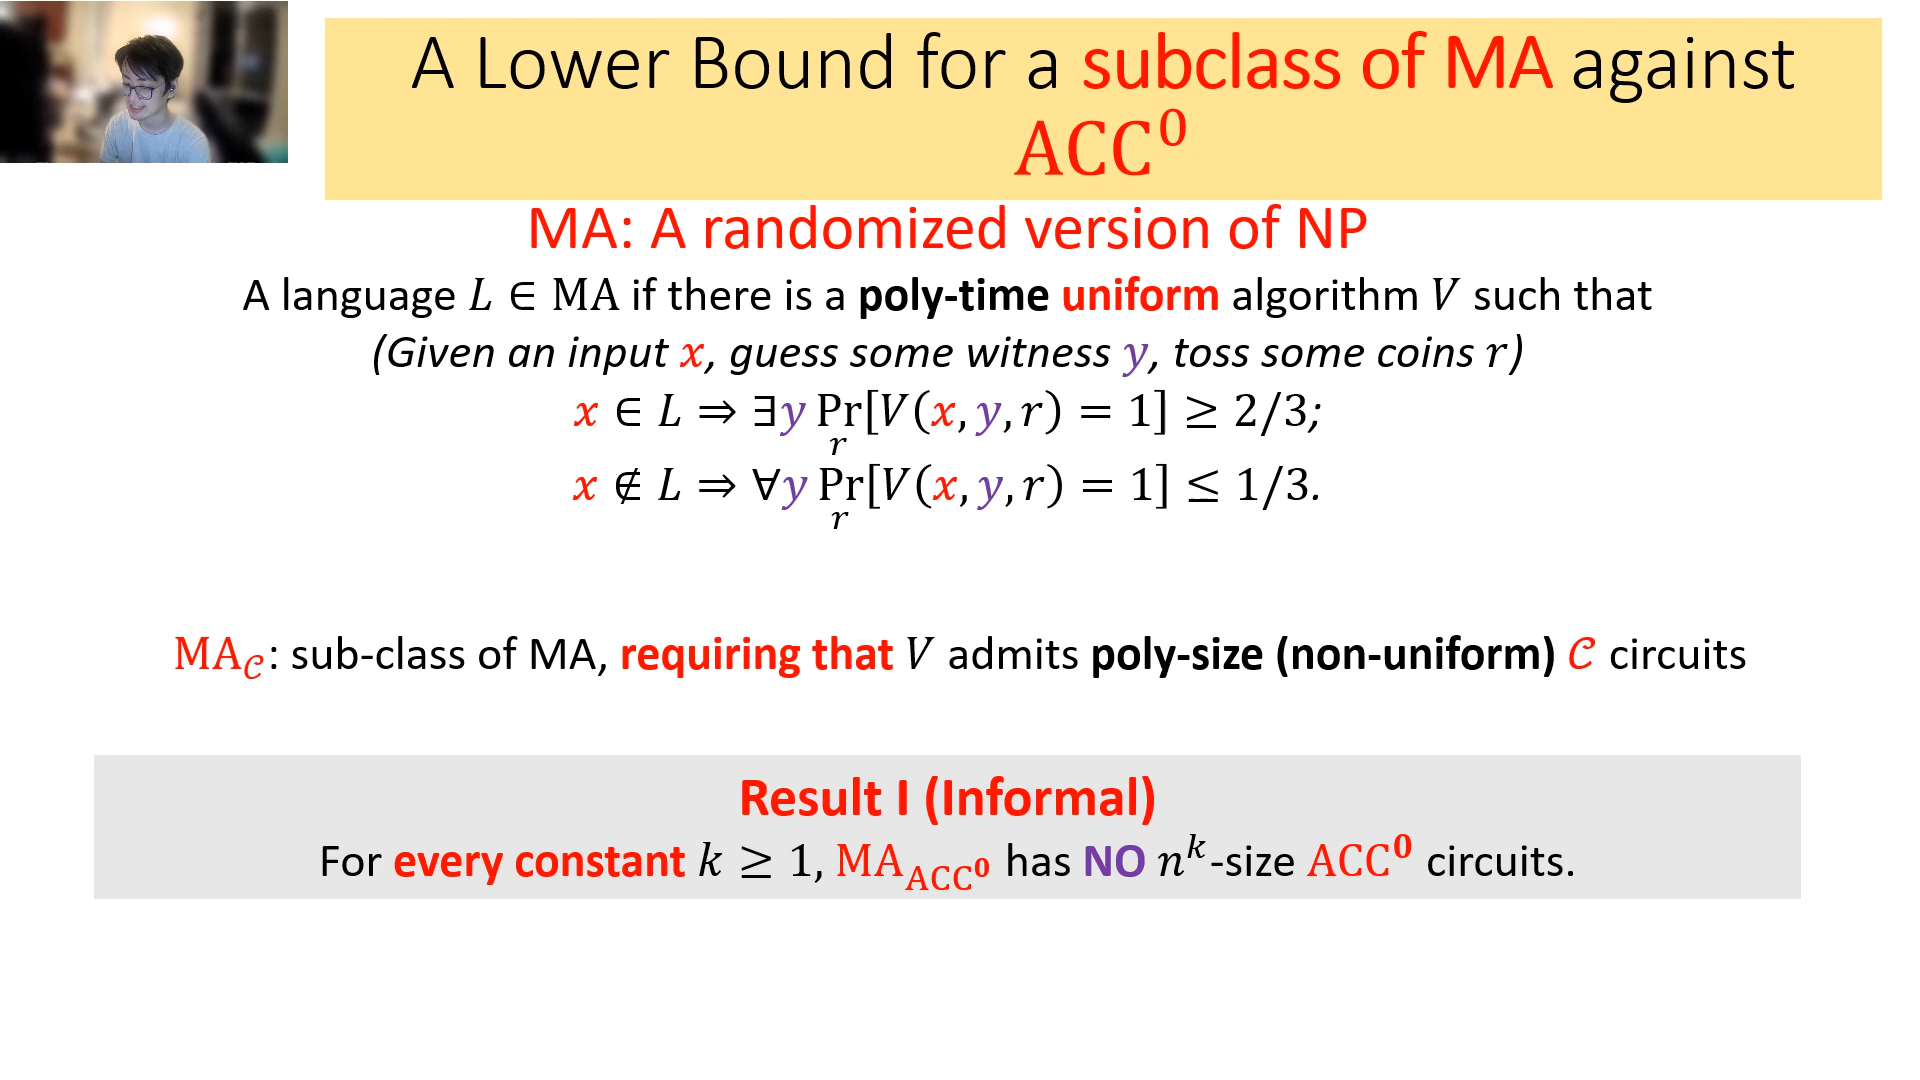 A Lower Bound for a subclass of MA against
ACC⁰
MA: A randomized version of NP
A language L ∈ MA if there is a poly-time uniform algorithm V such that
(Given an input x, guess some witness y, toss some coins r)
x ∈ L ⇒ ∃y Pr_r[V(x, y, r) = 1] ≥ 2/3;
x ∉ L ⇒ ∀y Pr_r[V(x, y, r) = 1] ≤ 1/3.
MA_𝒞: sub-class of MA, requiring that V admits poly-size (non-uniform) 𝒞 circuits
Result I (Informal)
For every constant k ≥ 1, MA_ACC⁰ has NO nᵏ-size ACC⁰ circuits.